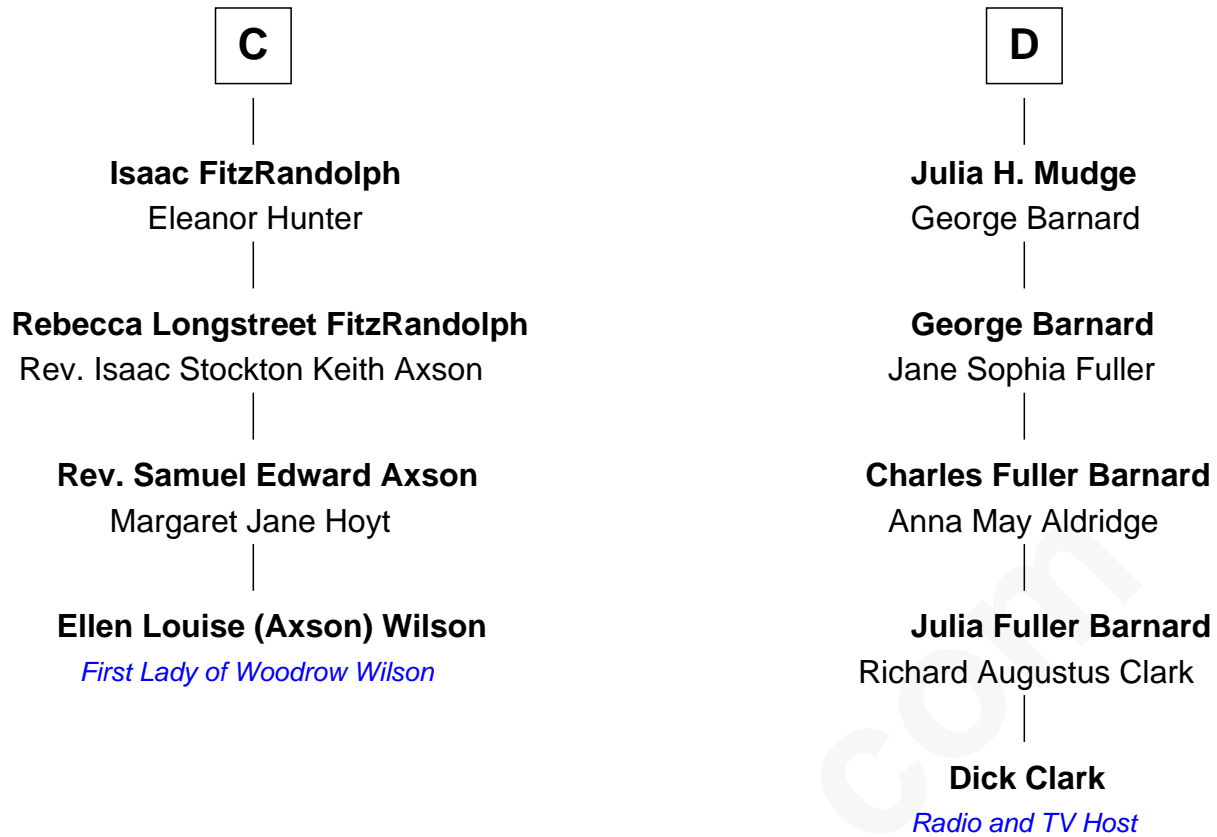 C
Isaac FitzRandolph
Eleanor Hunter
Rebecca Longstreet FitzRandolph
Rev. Isaac Stockton Keith Axson
Rev. Samuel Edward Axson
Margaret Jane Hoyt
Ellen Louise (Axson) Wilson
First Lady of Woodrow Wilson
D
Julia H. Mudge
George Barnard
George Barnard
Jane Sophia Fuller
Charles Fuller Barnard
Anna May Aldridge
Julia Fuller Barnard
Richard Augustus Clark
Dick Clark
Radio and TV Host
com